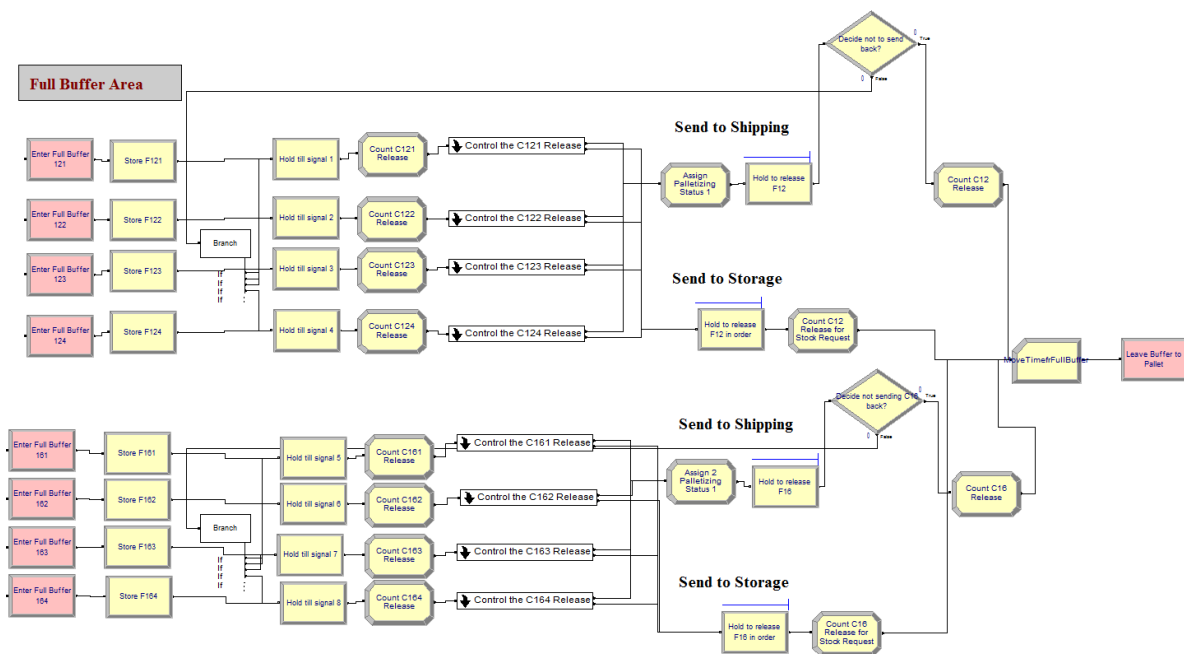 Decide not to send
back?
0
True
0
False
Full Buffer Area
Send to Shipping
Enter Full Buffer
121
Store F121
Hold till signal 1
Count C121
Release
Control the C121 Release
Assign
Palletizing
Status 1
Hold to release
F12
Count C12
Release
Enter Full Buffer
122
Store F122
Hold till signal 2
Count C122
Release
Control the C122 Release
Branch
Enter Full Buffer
123
Store F123
If
If
If
If
:
Hold till signal 3
Count C123
Release
Control the C123 Release
Send to Storage
Enter Full Buffer
124
Store F124
Hold till signal 4
Count C124
Release
Control the C124 Release
Hold to release
F12 in order
Count C12
Release for
Stock Request
MoveTimefrFullBuffer
Leave Buffer to
Pallet
Decide not sending C16
back?
0
True
0
False
Send to Shipping
Enter Full Buffer
161
Store F161
Hold till signal 5
Count C161
Release
Control the C161 Release
Assign 2
Palletizing
Status 1
Hold to release
F16
Count C16
Release
Enter Full Buffer
162
Store F162
Hold till signal 6
Count C162
Release
Control the C162 Release
Branch
Enter Full Buffer
163
Store F163
If
If
If
If
:
Hold till signal 7
Count C163
Release
Control the C163 Release
Send to Storage
Enter Full Buffer
164
Store F164
Hold till signal 8
Count C164
Release
Control the C164 Release
Hold to release
F16 in order
Count C16
Release for
Stock Request